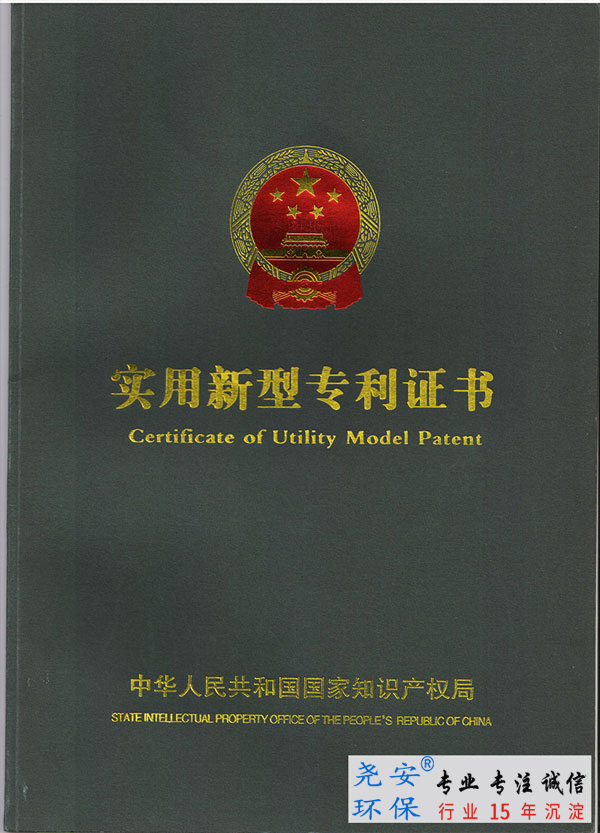 实用新型专利证书
Certificate of Utility Model Patent
中华人民共和国国家知识产权局
STATE INTELLECTUAL PROPERTY OFFICE OF THE PEOPLE'S REPUBLIC OF CHINA
尧安®
环保
专业 专注 诚信
行业 15 年沉淀